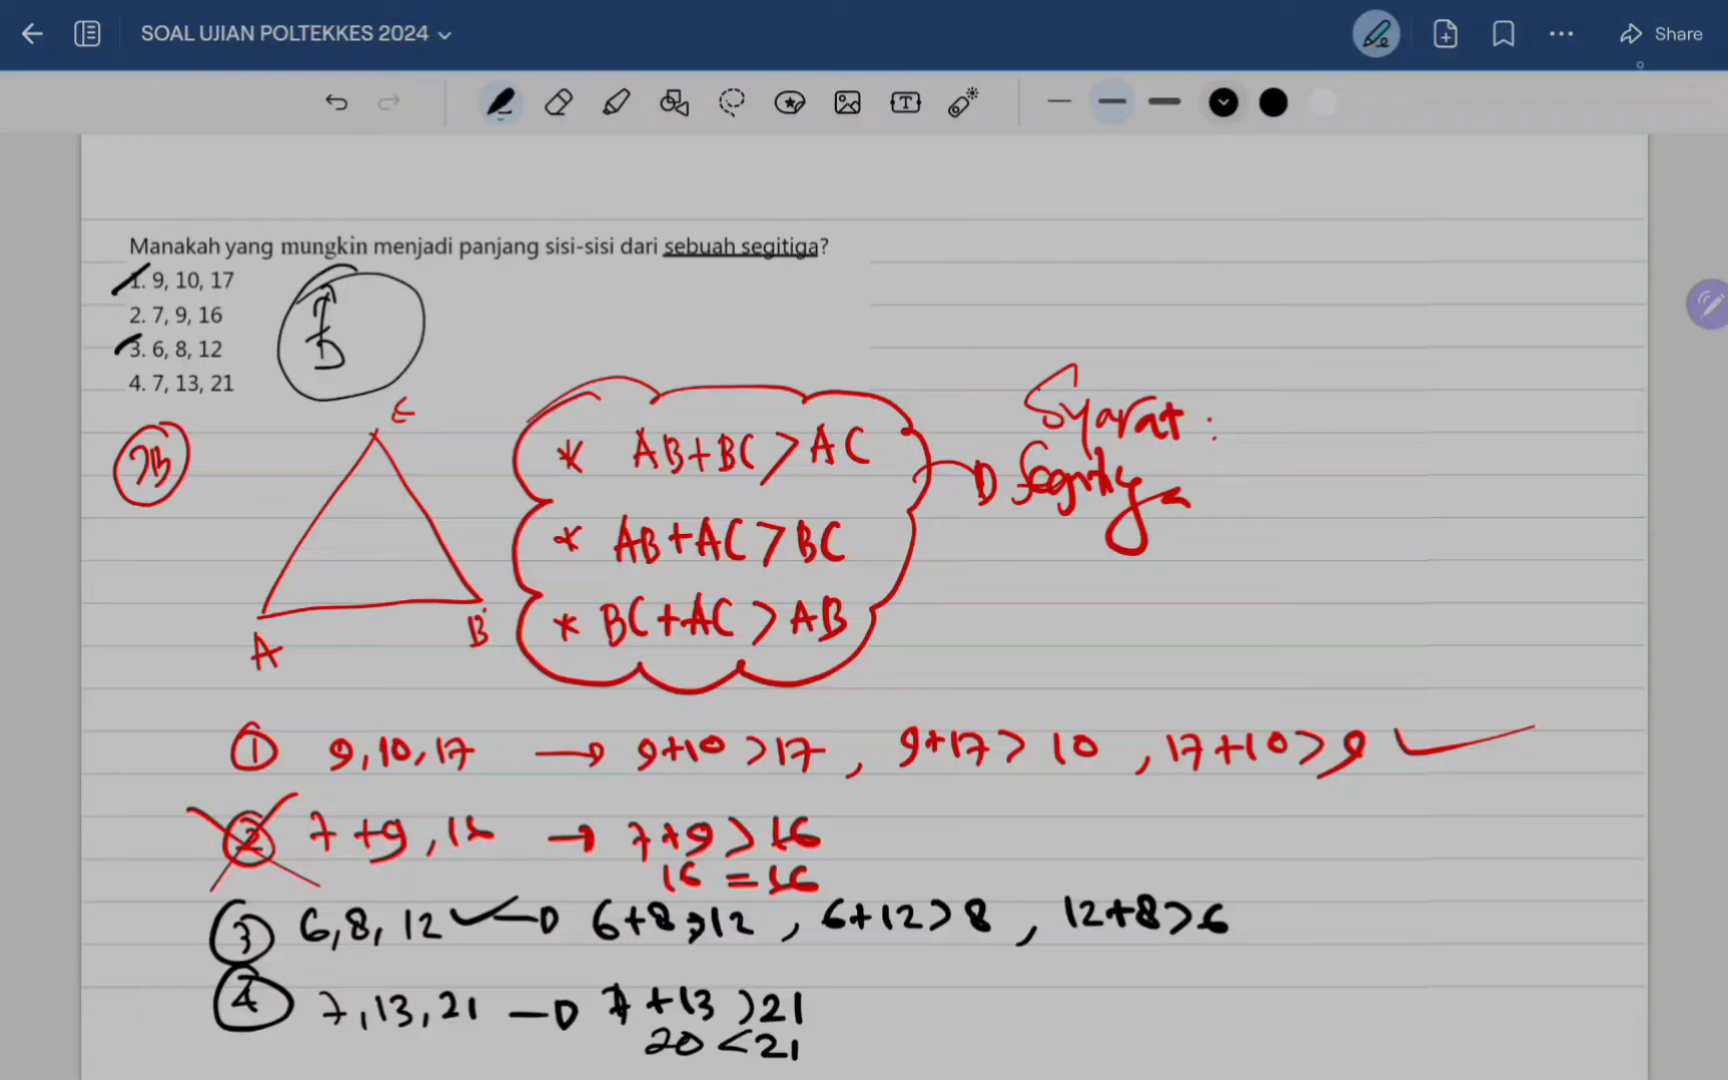 SOAL UJIAN POLTEKKES 2024
Share
Manakah yang mungkin menjadi panjang sisi-sisi dari sebuah segitiga?
1. 9, 10, 17
2. 7, 9, 16
3. 6, 8, 12
4. 7, 13, 21
A
B
* AB+BC > AC
* AB+AC > BC
* BC+AC > AB
Syarat :
Segitiga
① 9, 10, 17 → 9+10 > 17, 9+17 > 10, 17+10 > 9
② 7 + 9, 16 → 7+9 > 16
16 = 16
③ 6, 8, 12 → 6+8 > 12, 6+12 > 8, 12+8 > 6
④ 7, 13, 21 → 7 + 13 > 21
20 < 21